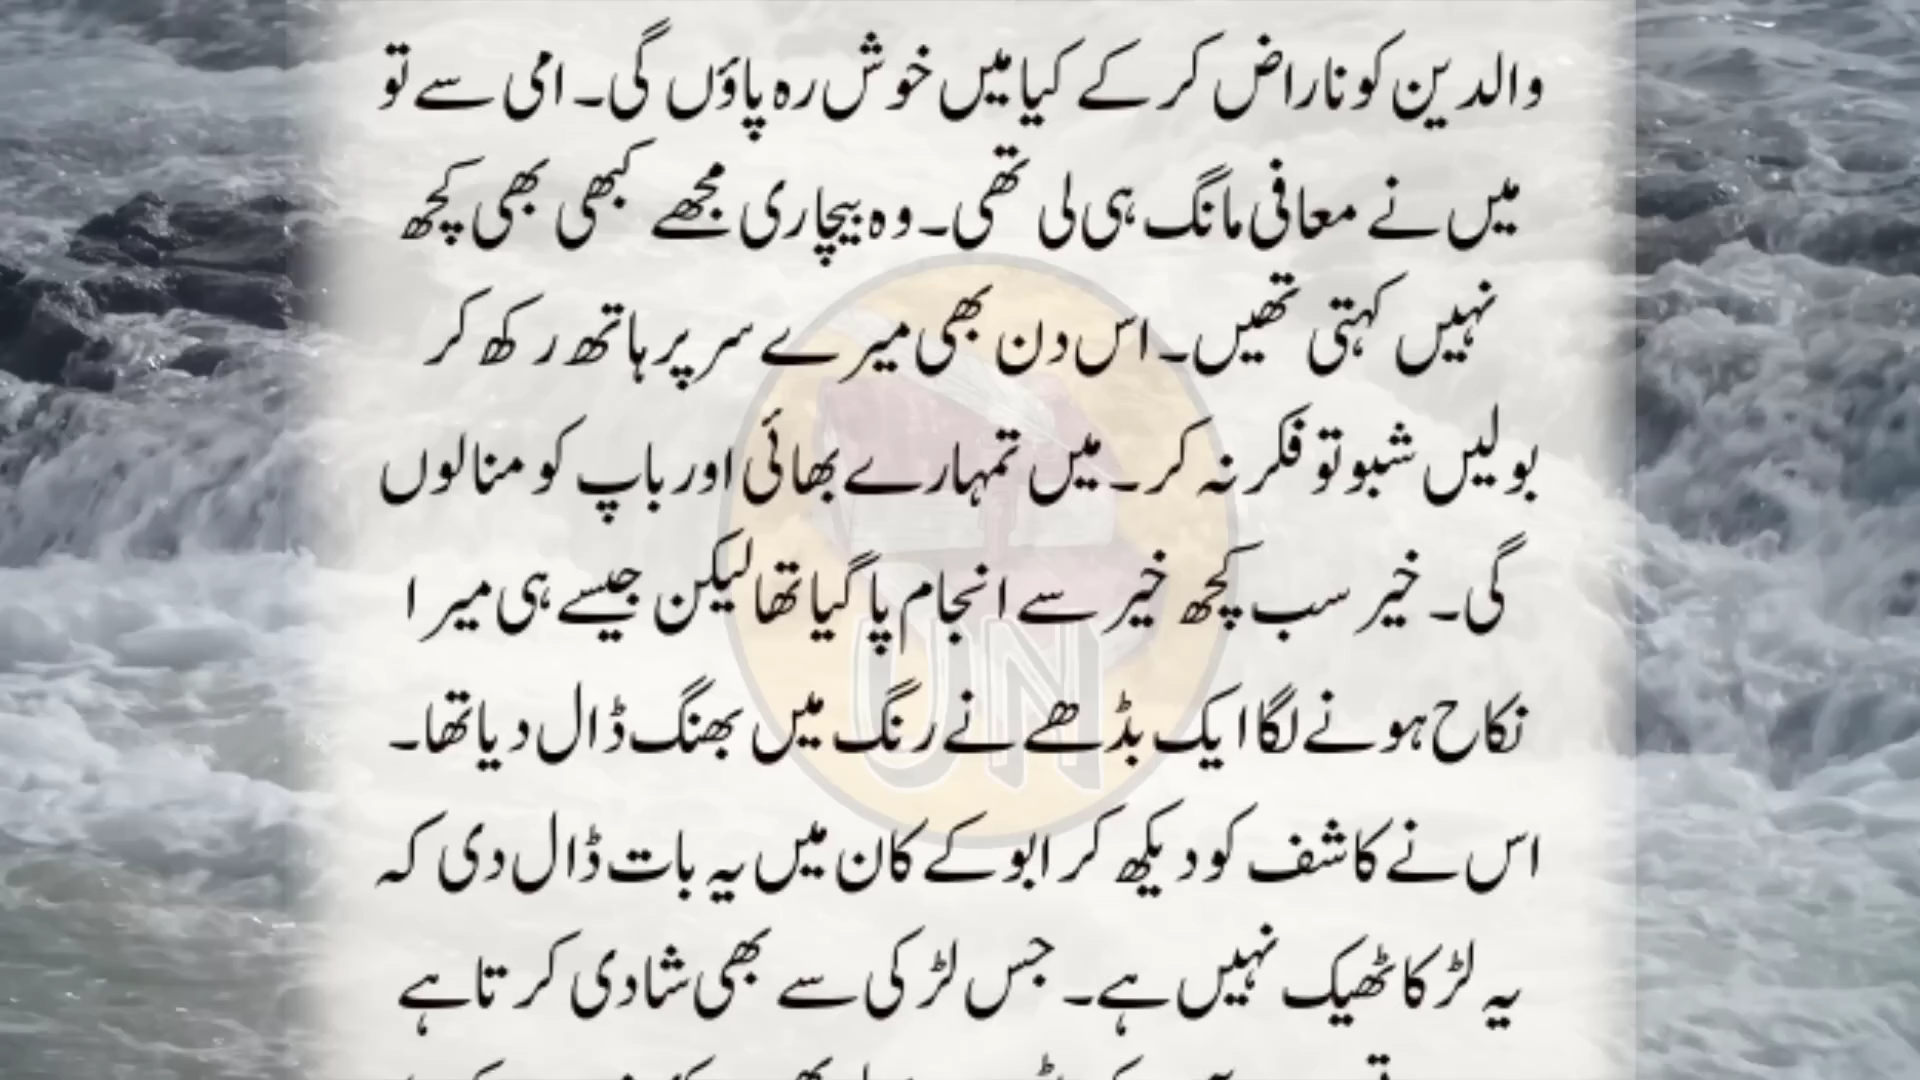 والدین کو ناراض کر کے کیا میں خوش رہ پاؤں گی۔ امی سے تو
میں نے معافی مانگ ہی لی تھی۔ وہ بیچاری مجھے کبھی بھی کچھ
نہیں کہتی تھیں۔ اس دن بھی میرے سر پر ہاتھ رکھ کر
بولیں شبو تو فکر نہ کر۔ میں تمہارے بھائی اور باپ کو منا لوں
گی۔ خیر سب کچھ خیر سے انجام پا گیا تھا لیکن جیسے ہی میرا
نکاح ہونے لگا ایک بڈھے نے رنگ میں بھنگ ڈال دیا تھا۔
اس نے کاشف کو دیکھ کر ابو کے کان میں یہ بات ڈال دی کہ
یہ لڑکا ٹھیک نہیں ہے۔ جس لڑکی سے بھی شادی کرتا ہے
UN